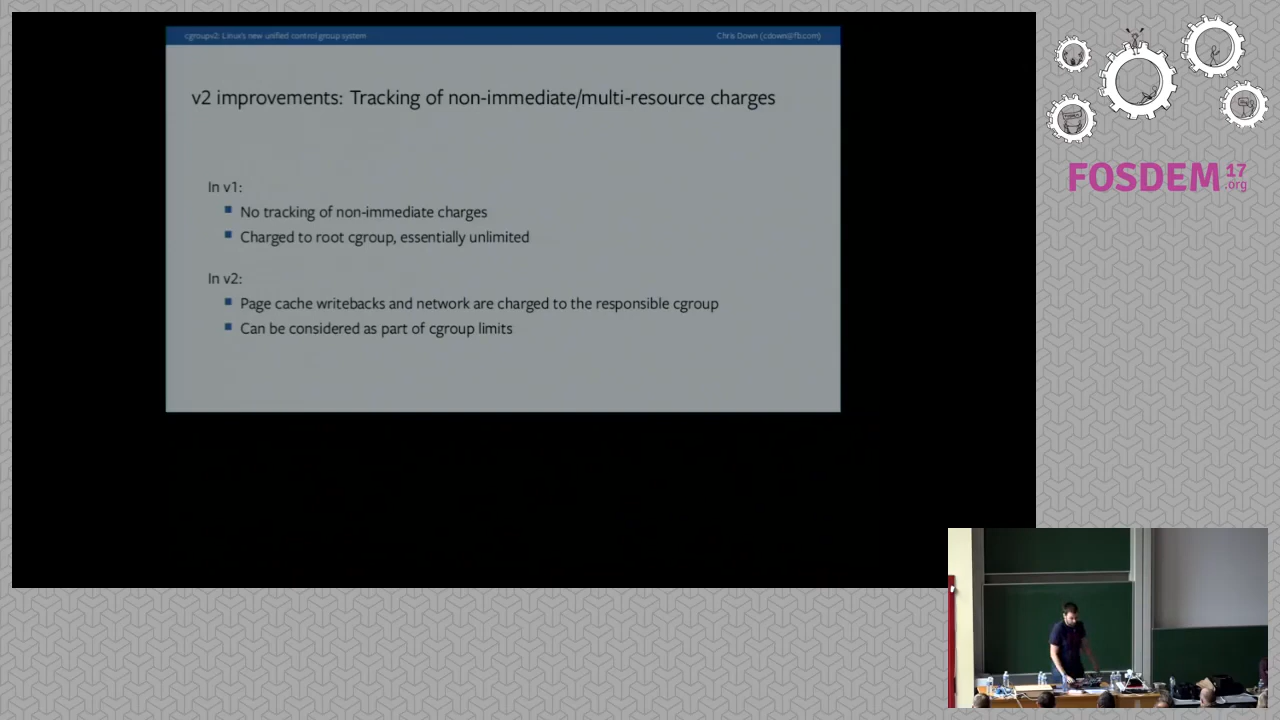 cgroupv2: Linux's new unified control group system
Chris Down (cdown@fb.com)
v2 improvements: Tracking of non-immediate/multi-resource charges
In v1:
No tracking of non-immediate charges
Charged to root cgroup, essentially unlimited
In v2:
Page cache writebacks and network are charged to the responsible cgroup
Can be considered as part of cgroup limits
FOSDEM 17
.org